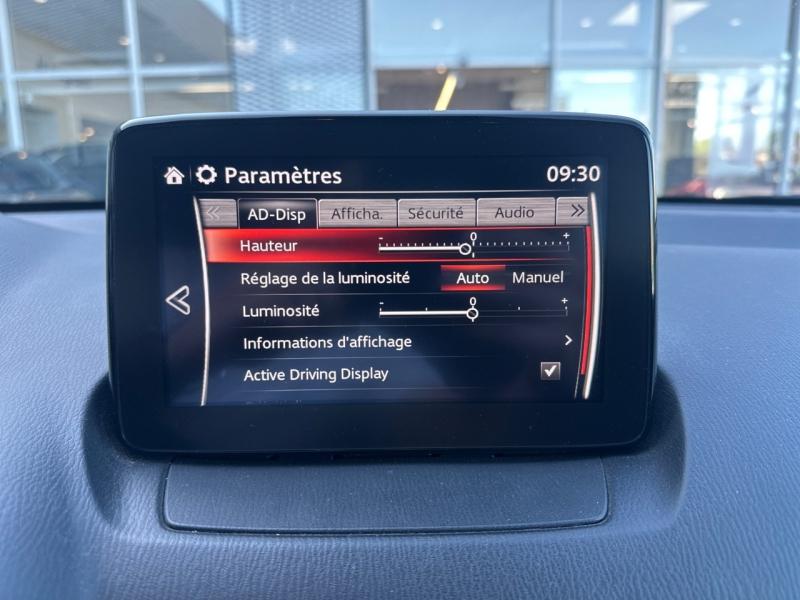 Paramètres 09:30
AD-Disp Afficha. Sécurité Audio
Hauteur - 0 +
Réglage de la luminosité Auto Manuel
Luminosité - 0 +
Informations d'affichage
Active Driving Display